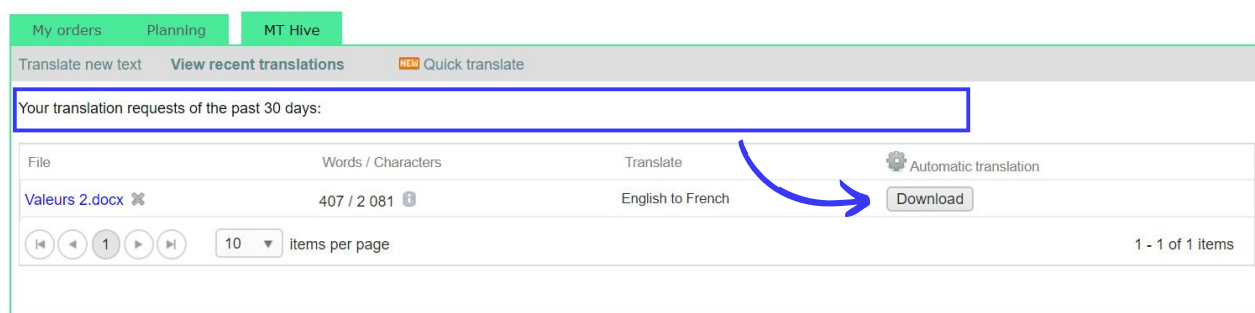 My orders Planning MT Hive
Translate new text View recent translations NEW Quick translate
Your translation requests of the past 30 days:
File Words / Characters Translate Automatic translation
Valeurs 2.docx 407 / 2 081 English to French Download
1 10 items per page 1 - 1 of 1 items